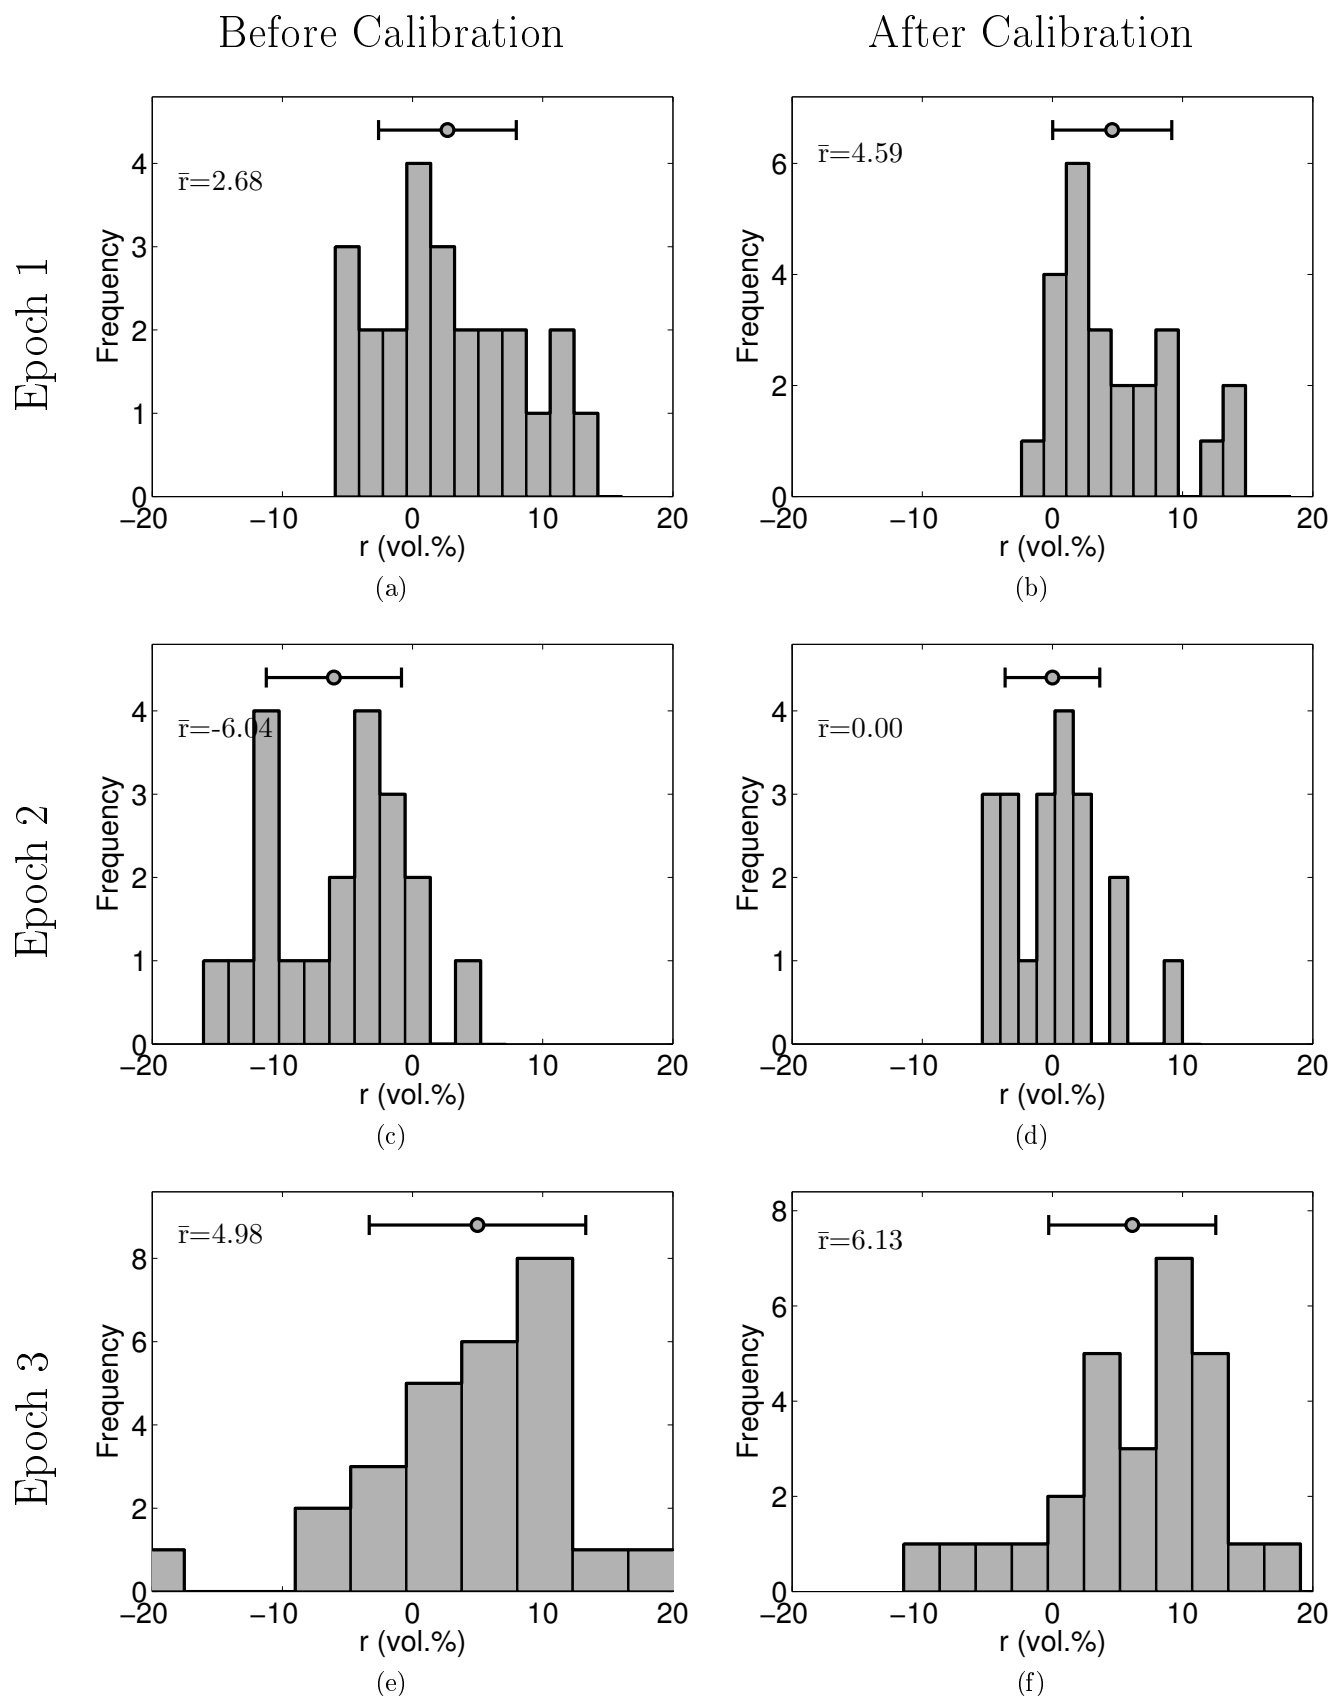 Before Calibration
After Calibration
Epoch 1
r̄=2.68
Frequency
4
3
2
1
0
−20 −10 0 10 20
r (vol.%)
(a)
r̄=4.59
Frequency
6
4
2
0
−20 −10 0 10 20
r (vol.%)
(b)
Epoch 2
r̄=-6.04
Frequency
4
3
2
1
0
−20 −10 0 10 20
r (vol.%)
(c)
r̄=0.00
Frequency
4
3
2
1
0
−20 −10 0 10 20
r (vol.%)
(d)
Epoch 3
r̄=4.98
Frequency
8
6
4
2
0
−20 −10 0 10 20
r (vol.%)
(e)
r̄=6.13
Frequency
8
6
4
2
0
−20 −10 0 10 20
r (vol.%)
(f)